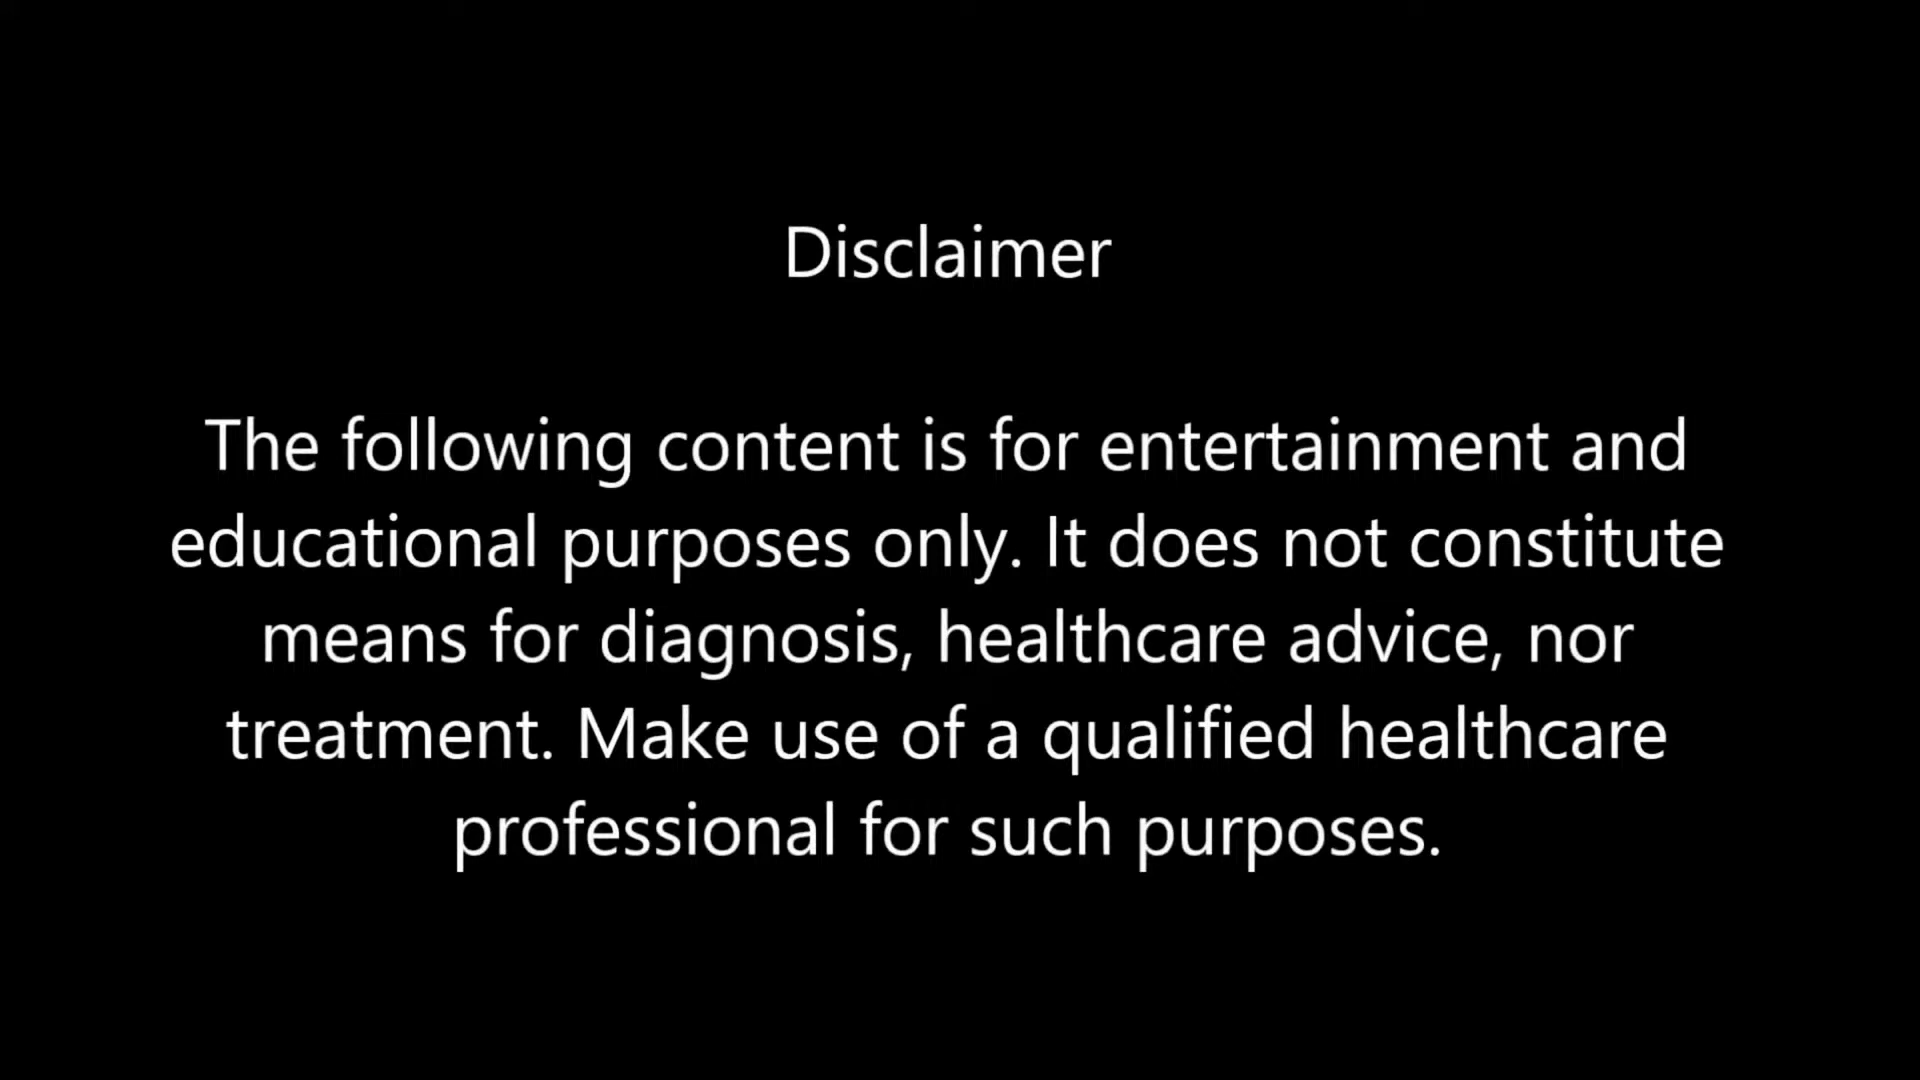 Disclaimer
The following content is for entertainment and
educational purposes only. It does not constitute
means for diagnosis, healthcare advice, nor
treatment. Make use of a qualified healthcare
professional for such purposes.